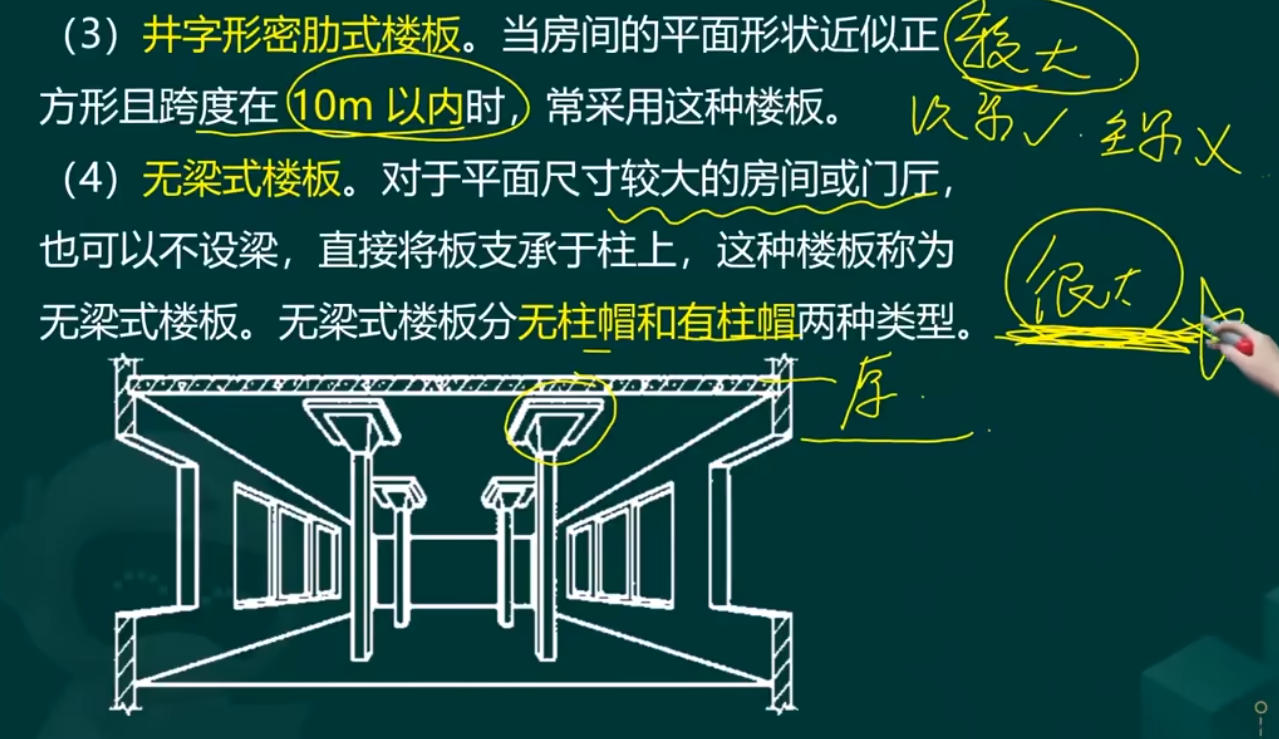 （3）井字形密肋式楼板。当房间的平面形状近似正
较大
方形且跨度在10m 以内时，常采用这种楼板。
次梁✓ 主梁✗
（4）无梁式楼板。对于平面尺寸较大的房间或门厅，
也可以不设梁，直接将板支承于柱上，这种楼板称为
很大
无梁式楼板。无梁式楼板分无柱帽和有柱帽两种类型。
厚